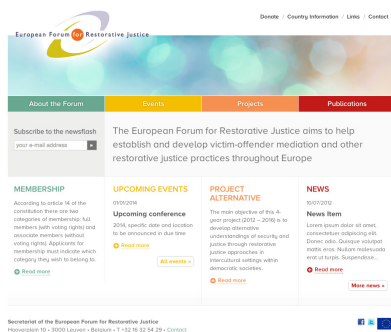 Donate / Country Information / Links / Contact
European Forum for Restorative Justice
About the Forum
Events
Projects
Publications
Subscribe to the newsflash
your e-mail address
The European Forum for Restorative Justice aims to help
establish and develop victim-offender mediation and other
restorative justice practices throughout Europe
MEMBERSHIP
According to article 14 of the
constitution there are two
categories of membership: full
members (with voting rights) and
associate members (without
voting rights). Applicants for
membership must indicate which
category they wish to belong to.
Read more
UPCOMING EVENTS
01/01/2014
Upcoming conference
2014, specific date and location
to be announced in due time
Read more
All events »
PROJECT
ALTERNATIVE
The main objective of this 4-
year project (2012 – 2016) is to
develop alternative
understandings of security and
justice through restorative
justice approaches in
intercultural settings within
democratic societies.
Read more
NEWS
10/07/2012
News Item
Lorem ipsum dolor sit amet,
consectetuer adipiscing elit.
Donec odio. Quisque volutpat
mattis eros. Nullam malesuada
erat ut turpis. Suspendisse...
Read more
More news »
Secretariat of the European Forum for Restorative Justice
Hooverplein 10 • 3000 Leuven • Belgium • T +32 16 32 54 29 • Contact